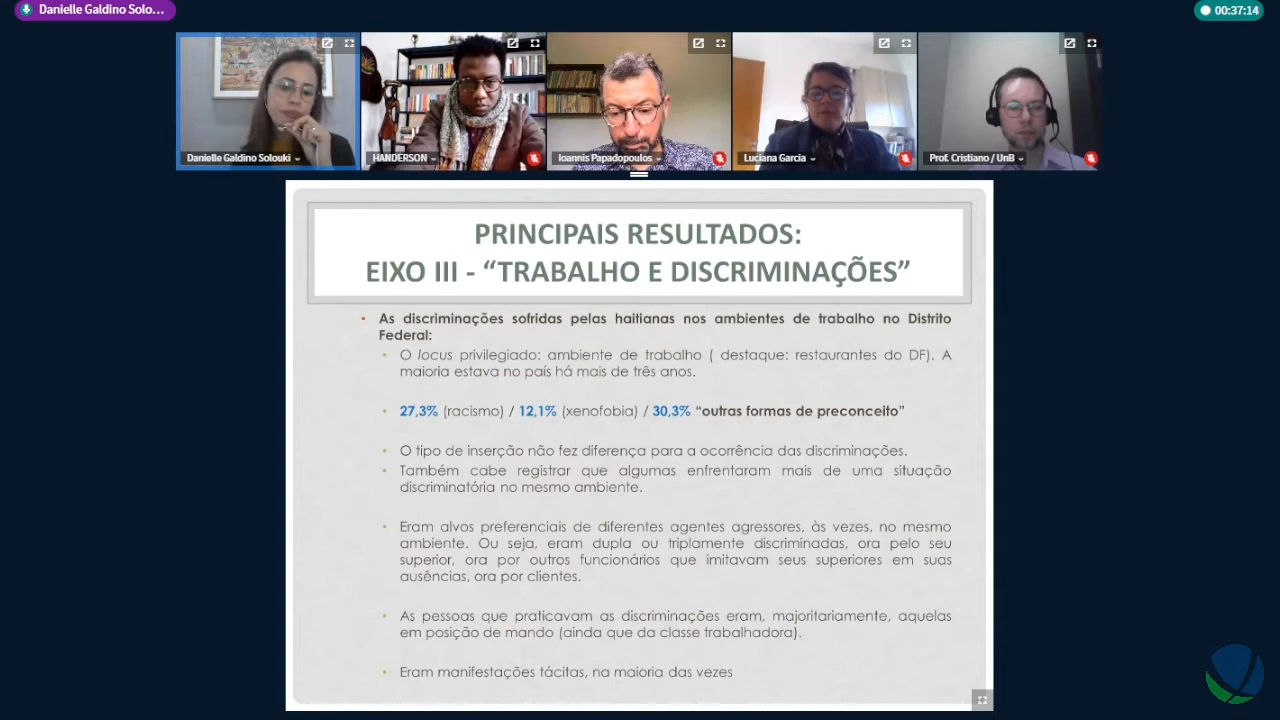 Danielle Galdino Solo...
00:37:14
Danielle Galdino Solouki
HANDERSON
Ioannis Papadopoulos
Luciana Garcia
Prof. Cristiano / UnB
PRINCIPAIS RESULTADOS:
EIXO III - “TRABALHO E DISCRIMINAÇÕES”
• As discriminações sofridas pelas haitianas nos ambientes de trabalho no Distrito
Federal:
• O locus privilegiado: ambiente de trabalho ( destaque: restaurantes do DF). A
maioria estava no país há mais de três anos.
• 27,3% (racismo) / 12,1% (xenofobia) / 30,3% “outras formas de preconceito”
• O tipo de inserção não fez diferença para a ocorrência das discriminações.
• Também cabe registrar que algumas enfrentaram mais de uma situação
discriminatória no mesmo ambiente.
• Eram alvos preferenciais de diferentes agentes agressores, às vezes, no mesmo
ambiente. Ou seja, eram dupla ou triplamente discriminadas, ora pelo seu
superior, ora por outros funcionários que imitavam seus superiores em suas
ausências, ora por clientes.
• As pessoas que praticavam as discriminações eram, majoritariamente, aquelas
em posição de mando (ainda que da classe trabalhadora).
• Eram manifestações tácitas, na maioria das vezes